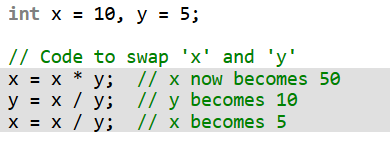 int x = 10, y = 5;
// Code to swap 'x' and 'y'
x = x * y;  // x now becomes 50
y = x / y;  // y becomes 10
x = x / y;  // x becomes 5